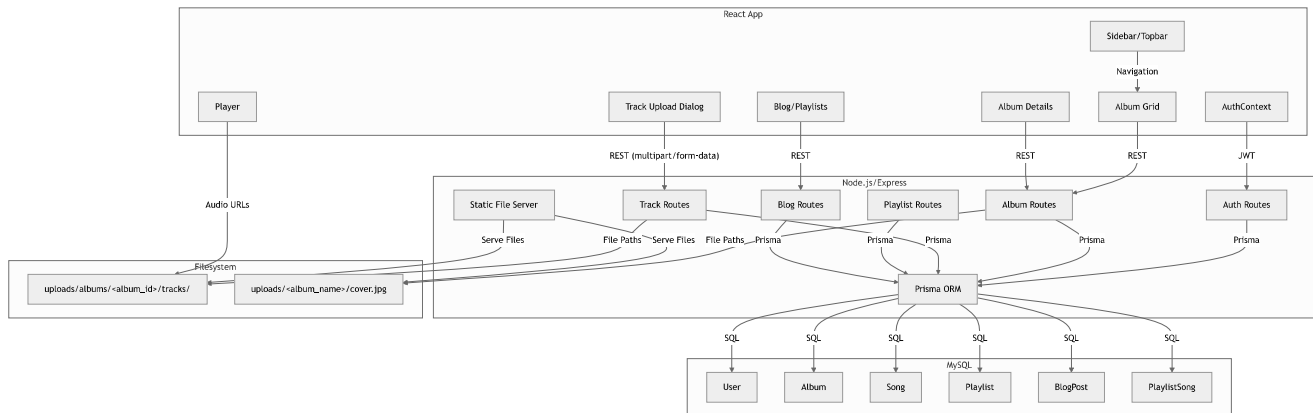 React App
Sidebar/Topbar
Navigation
Player
Track Upload Dialog
Blog/Playlists
Album Details
Album Grid
AuthContext
REST (multipart/form-data)
REST
REST
REST
JWT
Node.js/Express
Audio URLs
Static File Server
Track Routes
Blog Routes
Playlist Routes
Album Routes
Auth Routes
Serve Files
File Paths
Serve Files
File Paths
Prisma
Prisma
Prisma
Prisma
Prisma
Filesystem
uploads/albums/<album_id>/tracks/
uploads/<album_name>/cover.jpg
Prisma ORM
SQL
SQL
SQL
SQL
SQL
SQL
MySQL
User
Album
Song
Playlist
BlogPost
PlaylistSong